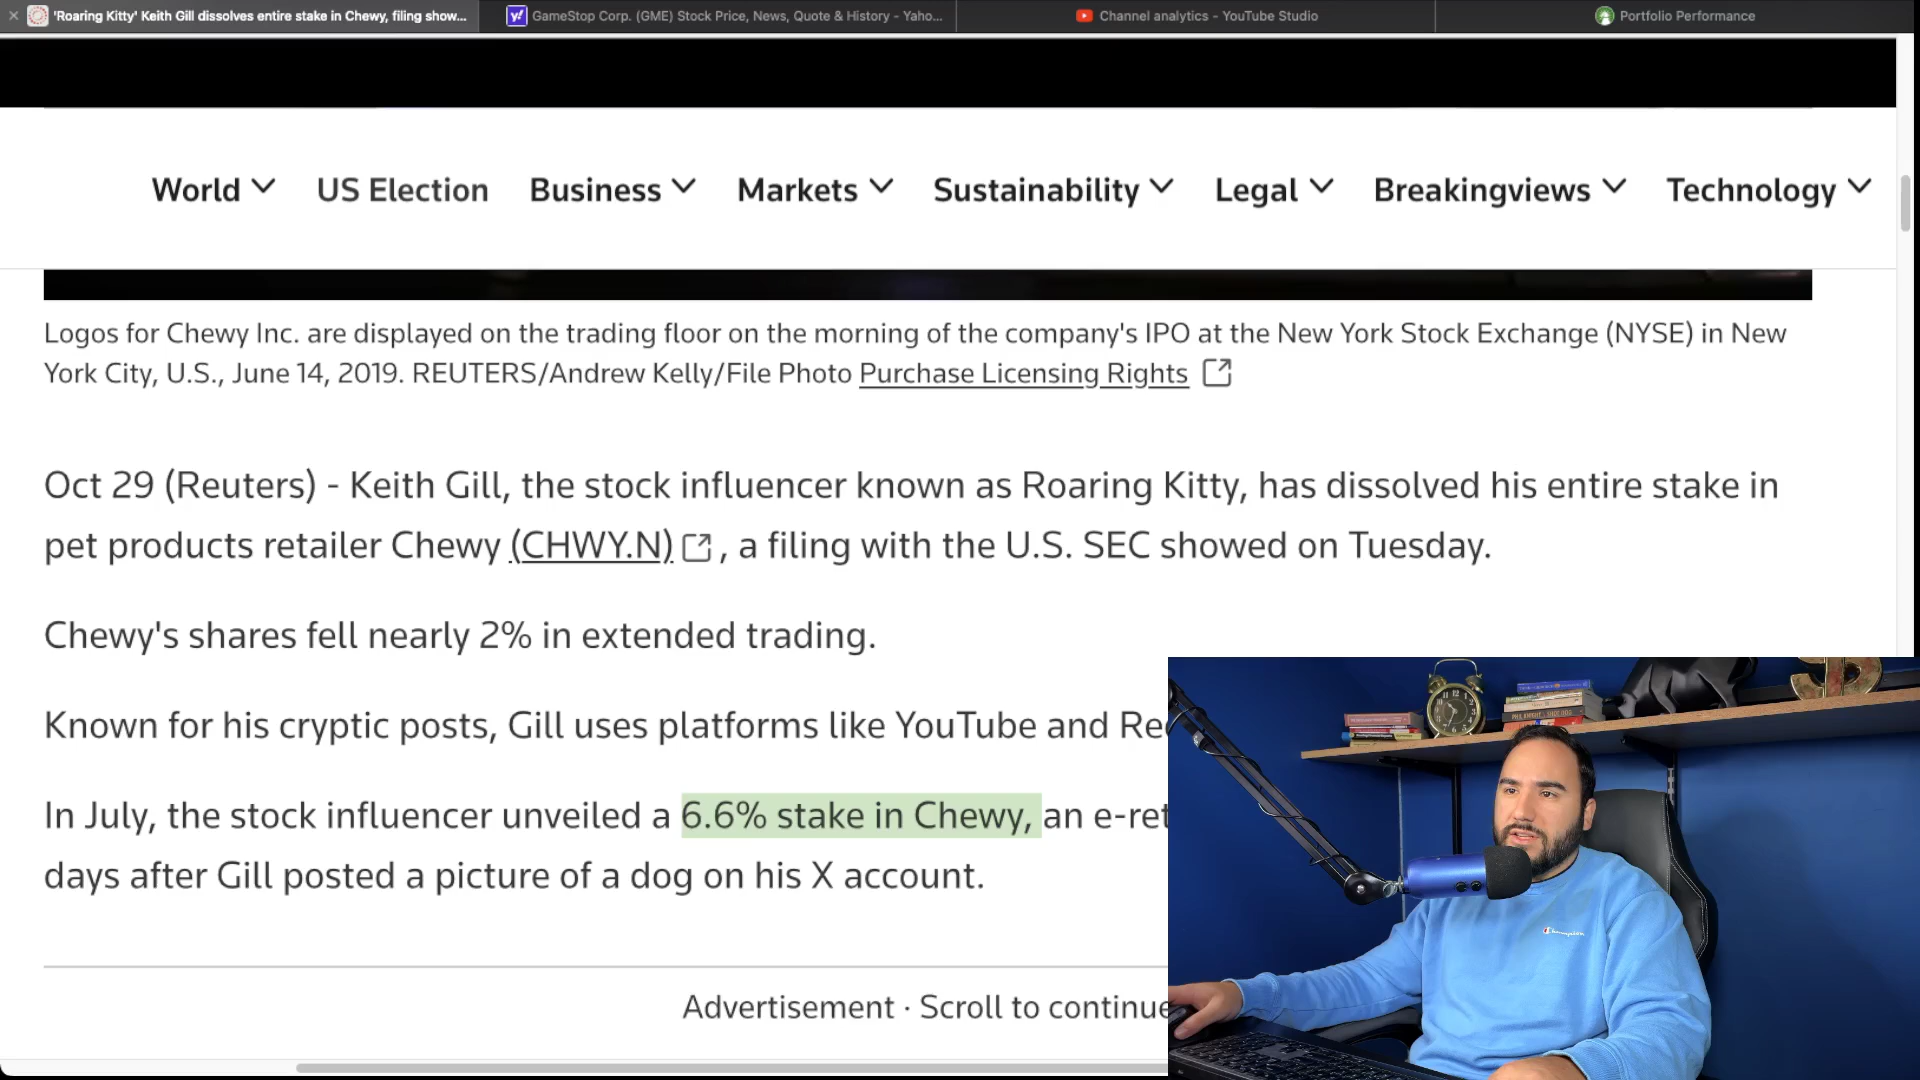 'Roaring Kitty' Keith Gill dissolves entire stake in Chewy, filing show...
GameStop Corp. (GME) Stock Price, News, Quote & History - Yaho...
Channel analytics - YouTube Studio
Portfolio Performance
World
US Election
Business
Markets
Sustainability
Legal
Breakingviews
Technology
Logos for Chewy Inc. are displayed on the trading floor on the morning of the company's IPO at the New York Stock Exchange (NYSE) in New
York City, U.S., June 14, 2019. REUTERS/Andrew Kelly/File Photo Purchase Licensing Rights
Oct 29 (Reuters) - Keith Gill, the stock influencer known as Roaring Kitty, has dissolved his entire stake in
pet products retailer Chewy (CHWY.N) , a filing with the U.S. SEC showed on Tuesday.
Chewy's shares fell nearly 2% in extended trading.
Known for his cryptic posts, Gill uses platforms like YouTube and Re
In July, the stock influencer unveiled a 6.6% stake in Chewy, an e-ret
days after Gill posted a picture of a dog on his X account.
Advertisement · Scroll to continue
Champion